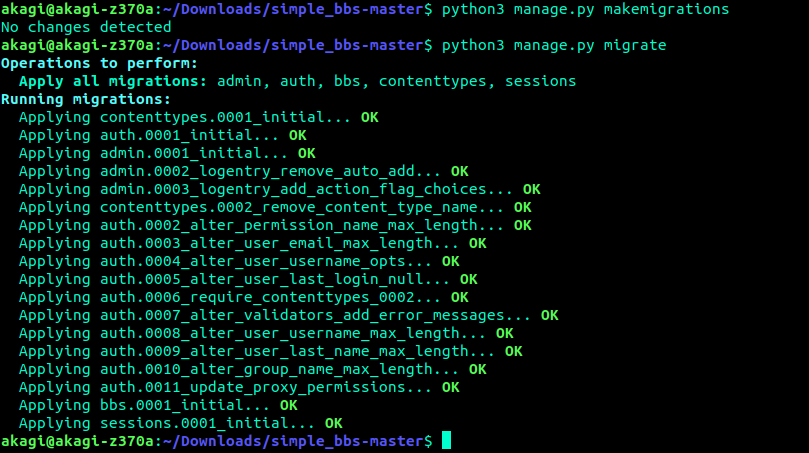 akagi@akagi-z370a:~/Downloads/simple_bbs-master$ python3 manage.py makemigrations
No changes detected
akagi@akagi-z370a:~/Downloads/simple_bbs-master$ python3 manage.py migrate
Operations to perform:
  Apply all migrations: admin, auth, bbs, contenttypes, sessions
Running migrations:
  Applying contenttypes.0001_initial... OK
  Applying auth.0001_initial... OK
  Applying admin.0001_initial... OK
  Applying admin.0002_logentry_remove_auto_add... OK
  Applying admin.0003_logentry_add_action_flag_choices... OK
  Applying contenttypes.0002_remove_content_type_name... OK
  Applying auth.0002_alter_permission_name_max_length... OK
  Applying auth.0003_alter_user_email_max_length... OK
  Applying auth.0004_alter_user_username_opts... OK
  Applying auth.0005_alter_user_last_login_null... OK
  Applying auth.0006_require_contenttypes_0002... OK
  Applying auth.0007_alter_validators_add_error_messages... OK
  Applying auth.0008_alter_user_username_max_length... OK
  Applying auth.0009_alter_user_last_name_max_length... OK
  Applying auth.0010_alter_group_name_max_length... OK
  Applying auth.0011_update_proxy_permissions... OK
  Applying bbs.0001_initial... OK
  Applying sessions.0001_initial... OK
akagi@akagi-z370a:~/Downloads/simple_bbs-master$